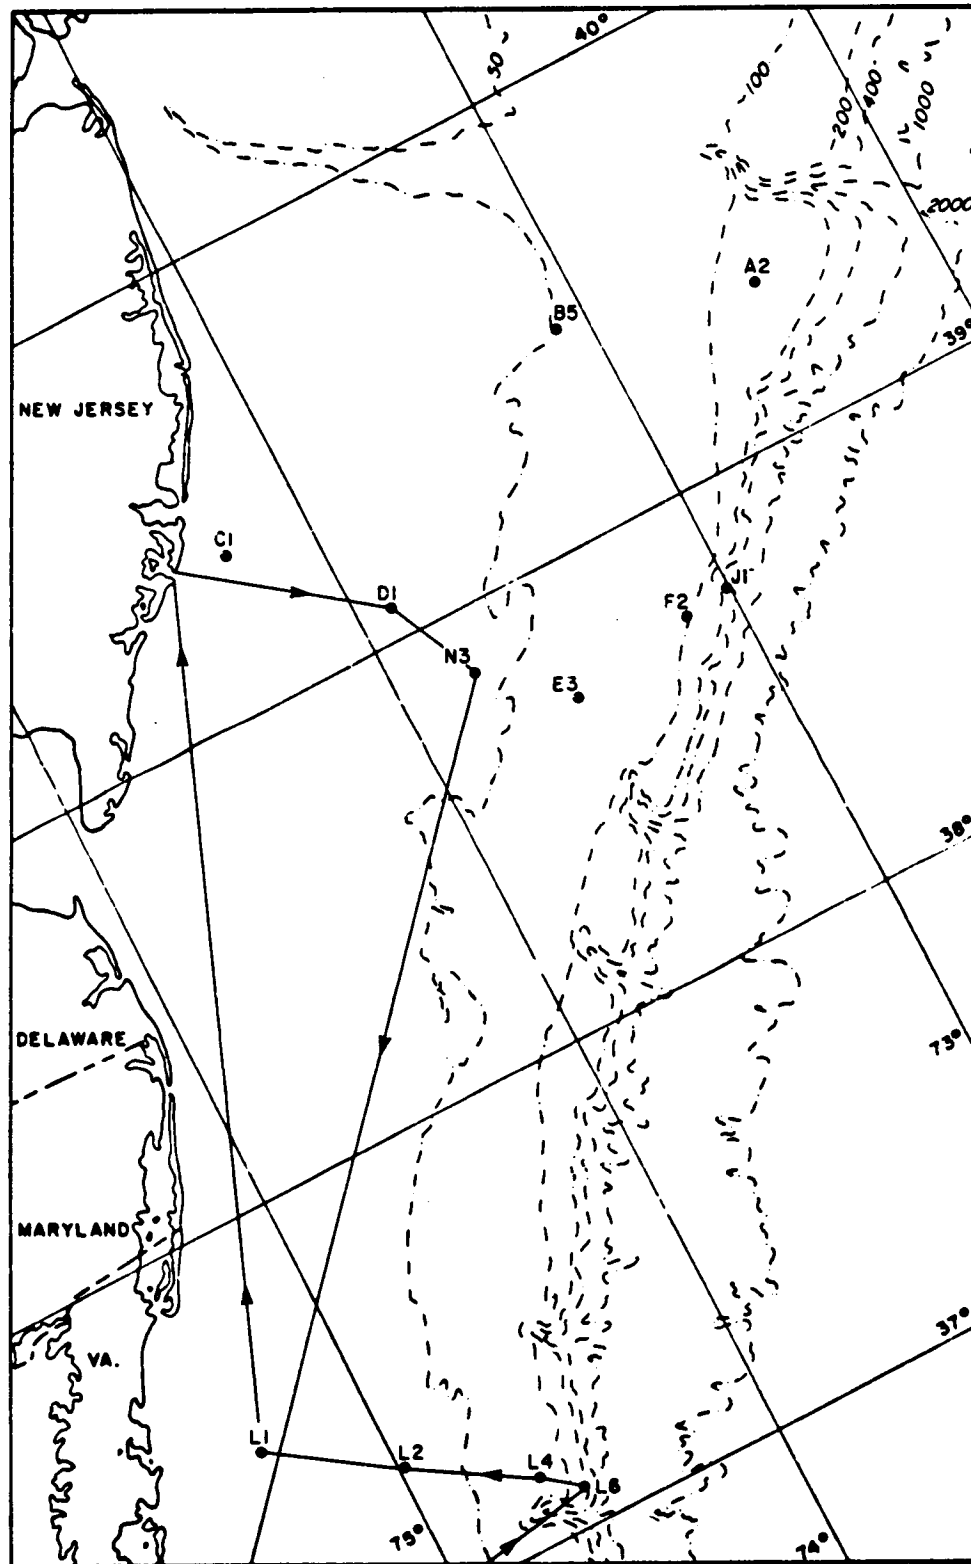 40°
50
100
200
400
1000
2000
A2
B5
39°
NEW JERSEY
C1
D1
J1
F2
N3
E3
38°
DELAWARE
73°
MARYLAND
37°
VA.
L1
L2
L4
L6
75°
74°